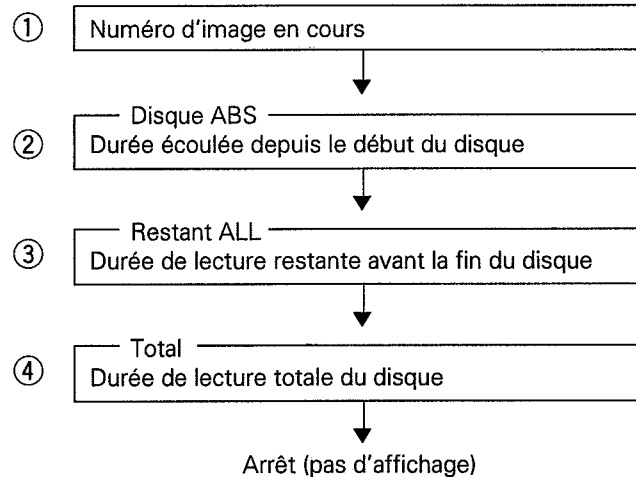 ① Numéro d'image en cours
Disque ABS
② Durée écoulée depuis le début du disque
Restant ALL
③ Durée de lecture restante avant la fin du disque
Total
④ Durée de lecture totale du disque
Arrêt (pas d'affichage)